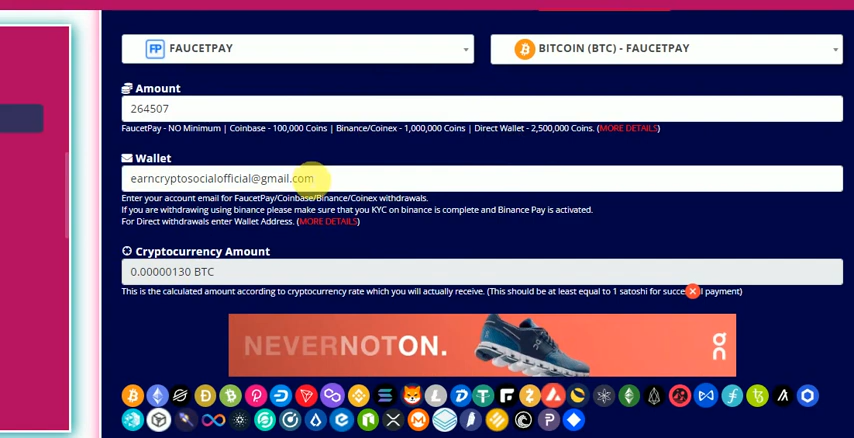 FP FAUCETPAY
BITCOIN (BTC) - FAUCETPAY
Amount
264507
FaucetPay - NO Minimum | Coinbase - 100,000 Coins | Binance/Coinex - 1,000,000 Coins | Direct Wallet - 2,500,000 Coins. (MORE DETAILS)
Wallet
earncryptosocialofficial@gmail.com
Enter your account email for FaucetPay/Coinbase/Binance/Coinex withdrawals.
If you are withdrawing using binance please make sure that you KYC on binance is complete and Binance Pay is activated.
For Direct withdrawals enter Wallet Address. (MORE DETAILS)
Cryptocurrency Amount
0.00000130 BTC
This is the calculated amount according to cryptocurrency rate which you will actually receive. (This should be at least equal to 1 satoshi for succe l payment)
NEVERNOTON.
on